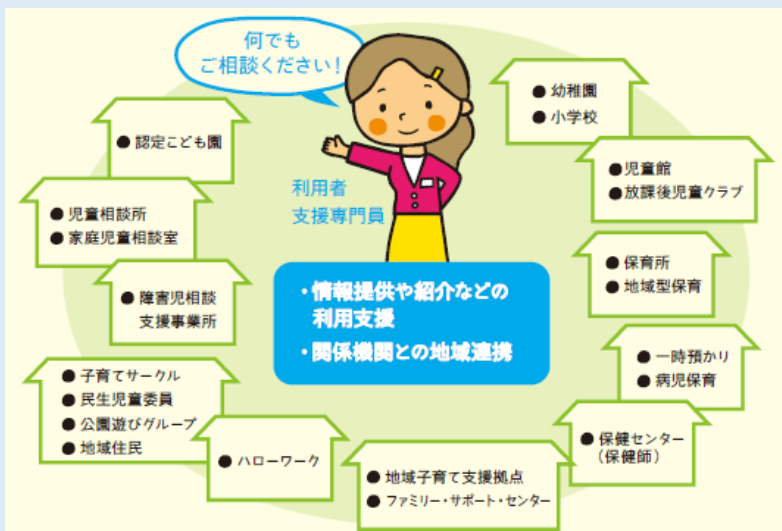 何でも
ご相談ください!
利用者
支援専門員
・情報提供や紹介などの
利用支援
・関係機関との地域連携
● 認定こども園
● 児童相談所
● 家庭児童相談室
● 障害児相談
支援事業所
● 子育てサークル
● 民生児童委員
● 公園遊びグループ
● 地域住民
● ハローワーク
● 地域子育て支援拠点
● ファミリー・サポート・センター
● 保健センター
(保健師)
● 一時預かり
● 病児保育
● 保育所
● 地域型保育
● 児童館
● 放課後児童クラブ
● 幼稚園
● 小学校